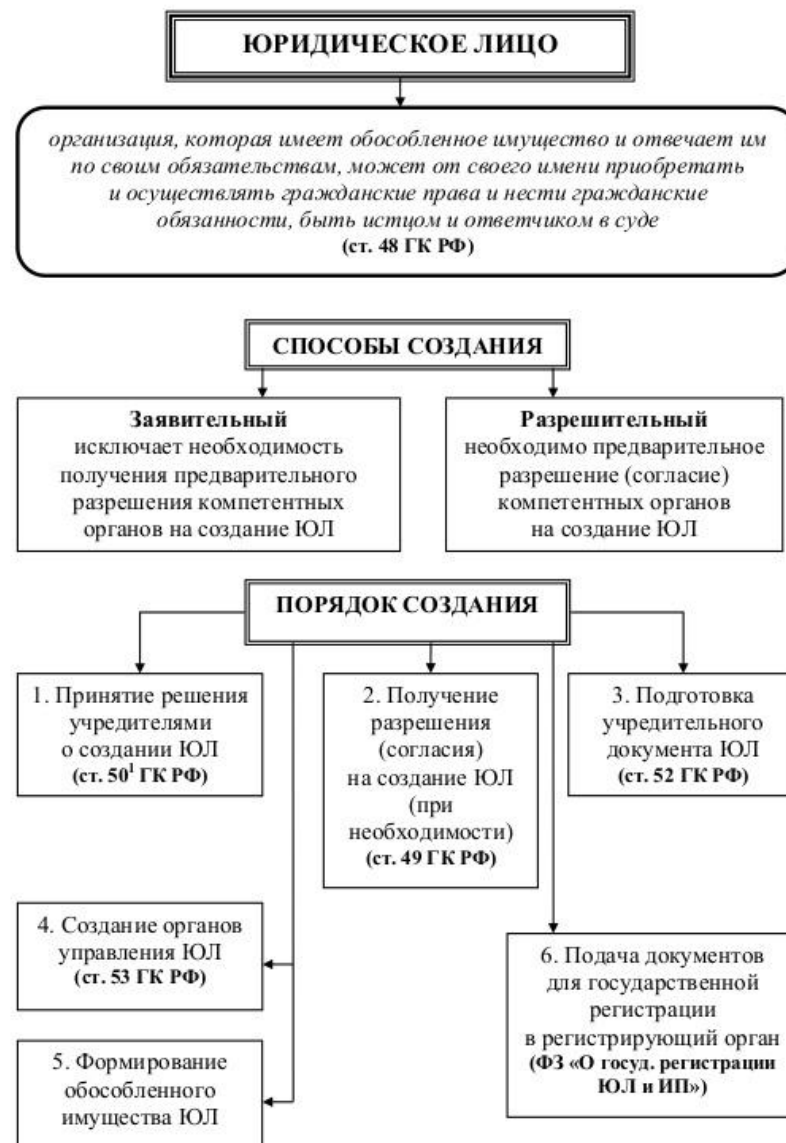 ЮРИДИЧЕСКОЕ ЛИЦО
организация, которая имеет обособленное имущество и отвечает им
по своим обязательствам, может от своего имени приобретать
и осуществлять гражданские права и нести гражданские
обязанности, быть истцом и ответчиком в суде
(ст. 48 ГК РФ)
СПОСОБЫ СОЗДАНИЯ
Заявительный
исключает необходимость
получения предварительного
разрешения компетентных
органов на создание ЮЛ
Разрешительный
необходимо предварительное
разрешение (согласие)
компетентных органов
на создание ЮЛ
ПОРЯДОК СОЗДАНИЯ
1. Принятие решения
учредителями
о создании ЮЛ
(ст. 50¹ ГК РФ)
2. Получение
разрешения
(согласия)
на создание ЮЛ
(при
необходимости)
(ст. 49 ГК РФ)
3. Подготовка
учредительного
документа ЮЛ
(ст. 52 ГК РФ)
4. Создание органов
управления ЮЛ
(ст. 53 ГК РФ)
5. Формирование
обособленного
имущества ЮЛ
6. Подача документов
для государственной
регистрации
в регистрирующий орган
(ФЗ «О госуд. регистрации
ЮЛ и ИП»)